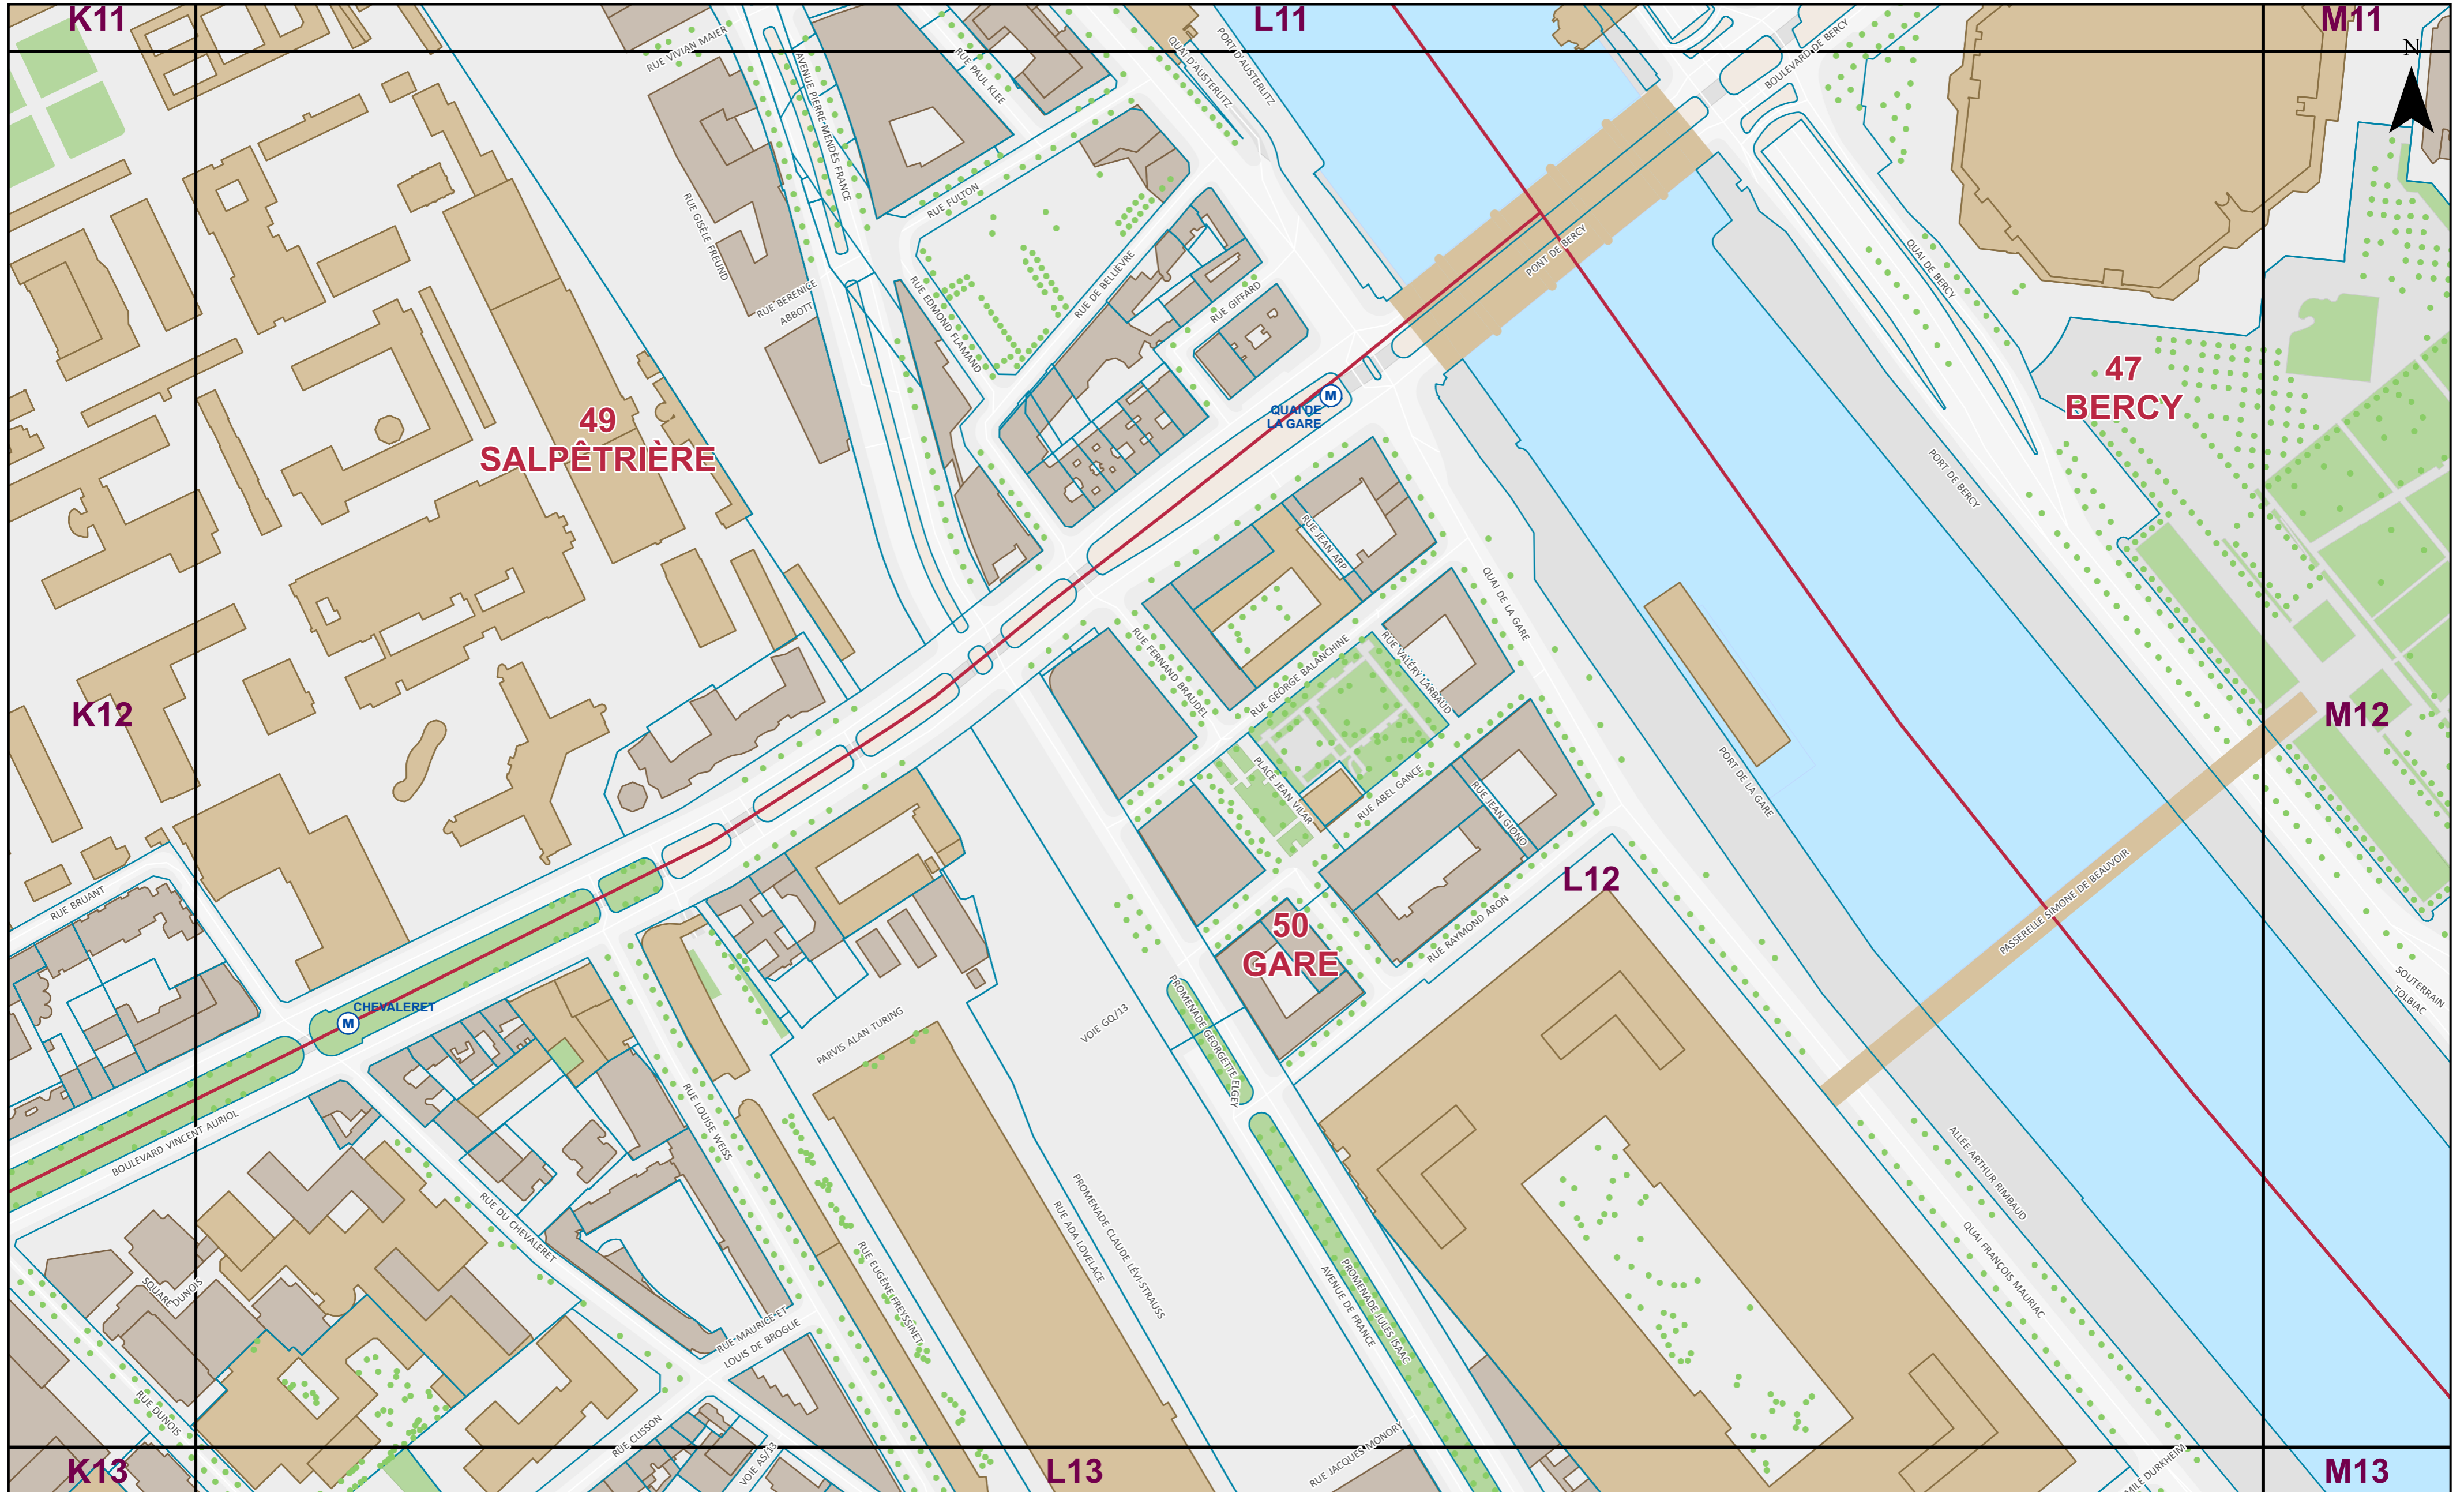 K11
L11
M11
N
RUE VIVIAN MAIER
AVENUE PIERRE-MENDÈS FRANCE
RUE PAUL KLEE
QUAI D'AUSTERLITZ
PORT D'AUSTERLITZ
BOULEVARD DE BERCY
RUE GISÈLE FREUND
RUE FULTON
RUE BERENICE
ABBOTT
RUE EDMOND FLAMAND
RUE DE BELLIÈVRE
RUE GIFFARD
PONT DE BERCY
QUAI DE BERCY
47
BERCY
49
SALPÊTRIÈRE
M
QUAI DE
LA GARE
PORT DE BERCY
RUE JEAN ARP
QUAI DE LA GARE
RUE FERNAND BRAUDEL
RUE GEORGE BALANCHINE
RUE VALÉRY LARBAUD
K12
M12
PLACE JEAN VILAR
RUE ABEL GANCE
RUE JEAN GIONO
PORT DE LA GARE
L12
RUE BRUANT
50
GARE
RUE RAYMOND ARON
PASSERELLE SIMONE DE BEAUVOIR
SOUTERRAIN
TOLBIAC
M
CHEVALERET
PARVIS ALAN TURING
VOIE GQ/13
PROMENADE GEORGETTE ELGEY
BOULEVARD VINCENT AURIOL
RUE LOUISE WEISS
RUE DU CHEVALERET
PROMENADE CLAUDE LÉVI-STRAUSS
RUE ADA LOVELACE
RUE EUGÈNE FREYSSINET
ALLÉE ARTHUR RIMBAUD
QUAI FRANÇOIS MAURIAC
SQUARE
DUNOIS
PROMENADE JULES ISAAC
AVENUE DE FRANCE
RUE MAURICE ET
LOUIS DE BROGLIE
RUE DUNOIS
RUE CLISSON
VOIE AS/13
RUE JACQUES MONORY
MILE DURKHEIM
K13
L13
M13